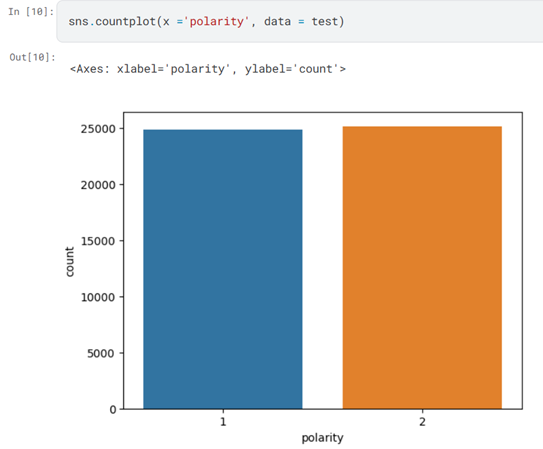 In [10]:
sns.countplot(x ='polarity', data = test)
Out[10]:
<Axes: xlabel='polarity', ylabel='count'>
25000
20000
15000
10000
5000
0
count
1 2
polarity